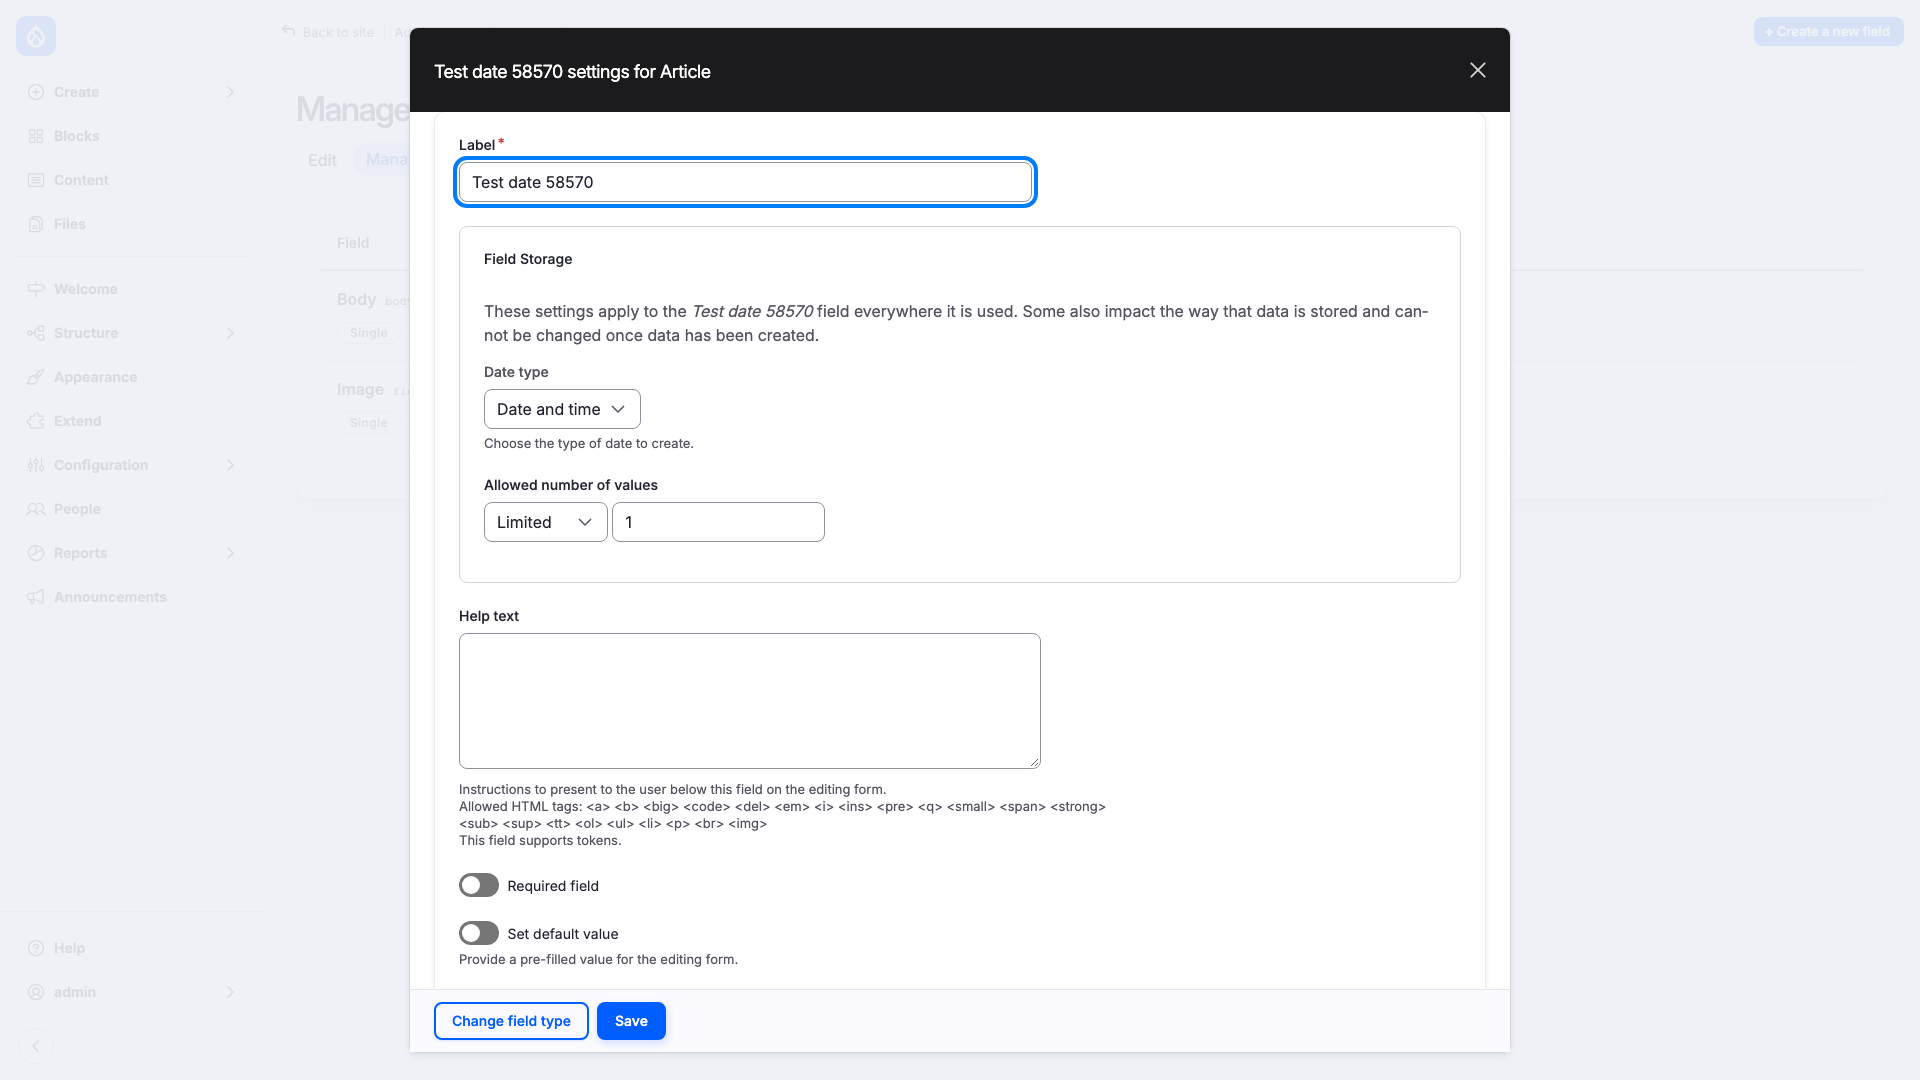 Back to site
+ Create a new field
Test date 58570 settings for Article
Create
Blocks
Content
Files
Welcome
Structure
Appearance
Extend
Configuration
People
Reports
Announcements
Help
admin
Manage
Edit
Field
Body
Single
Image
Single
Label*
Test date 58570
Field Storage
These settings apply to the Test date 58570 field everywhere it is used. Some also impact the way that data is stored and can-
not be changed once data has been created.
Date type
Date and time
Choose the type of date to create.
Allowed number of values
Limited
1
Help text
Instructions to present to the user below this field on the editing form.
Allowed HTML tags: <a> <b> <big> <code> <del> <em> <i> <ins> <pre> <q> <small> <span> <strong>
<sub> <sup> <tt> <ol> <ul> <li> <p> <br> <img>
This field supports tokens.
Required field
Set default value
Provide a pre-filled value for the editing form.
Change field type
Save